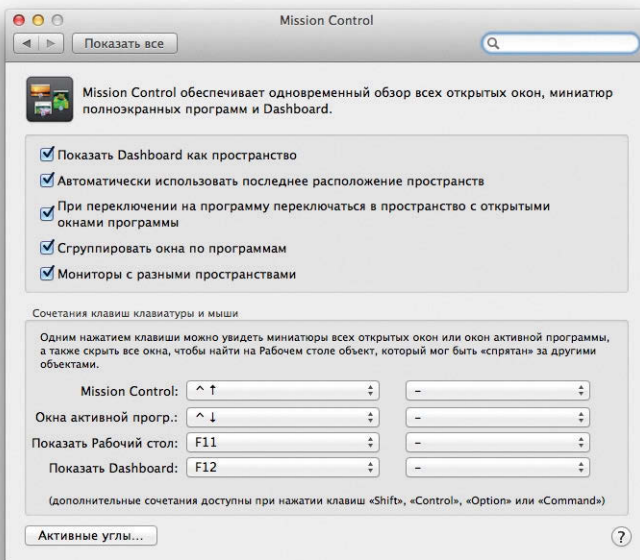 Mission Control
Показать все
Mission Control обеспечивает одновременный обзор всех открытых окон, миниатюр
полноэкранных программ и Dashboard.
Показать Dashboard как пространство
Автоматически использовать последнее расположение пространств
При переключении на программу переключаться в пространство с открытыми
окнами программы
Сгруппировать окна по программам
Мониторы с разными пространствами
Сочетания клавиш клавиатуры и мыши
Одним нажатием клавиши можно увидеть миниатюры всех открытых окон или окон активной программы,
а также скрыть все окна, чтобы найти на Рабочем столе объект, который мог быть «спрятан» за другими
объектами.
Mission Control: ^ ↑ –
Окна активной прогр.: ^ ↓ –
Показать Рабочий стол: F11 –
Показать Dashboard: F12 –
(дополнительные сочетания доступны при нажатии клавиш «Shift», «Control», «Option» или «Command»)
Активные углы... ?